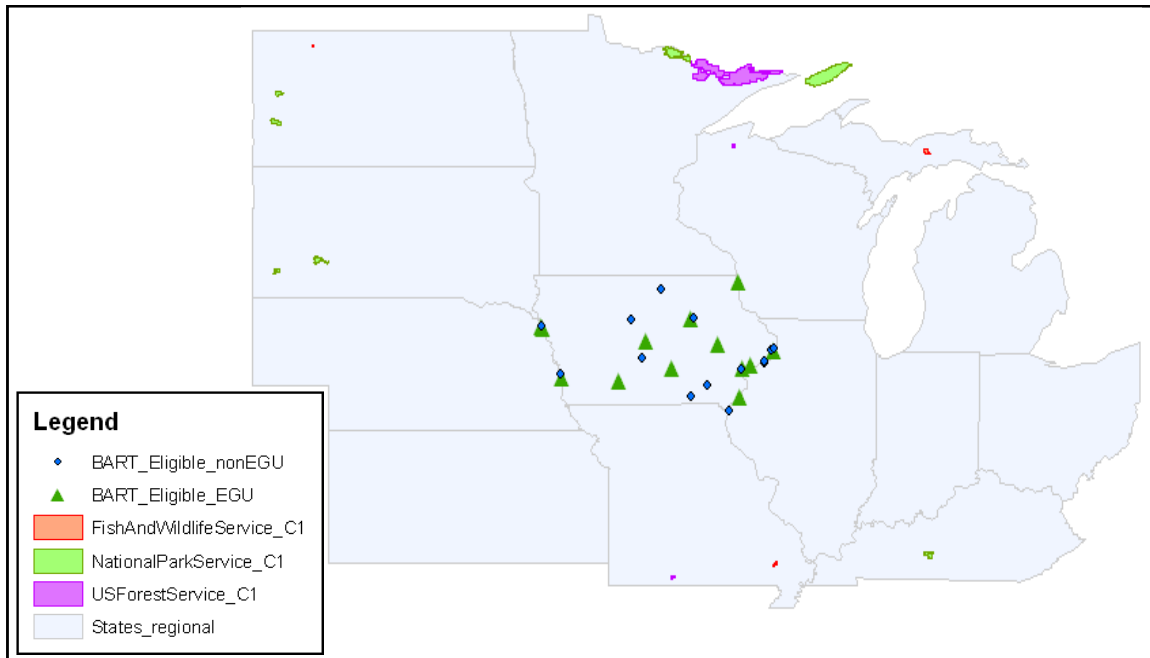 Legend
BART_Eligible_nonEGU
BART_Eligible_EGU
FishAndWildlifeService_C1
NationalParkService_C1
USForestService_C1
States_regional